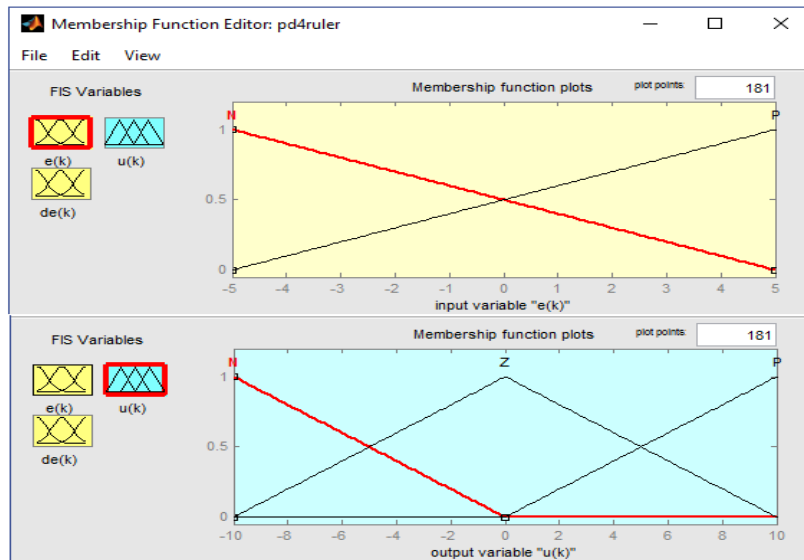 Membership Function Editor: pd4ruler
File Edit View
FIS Variables
Membership function plots
plot points: 181
e(k) u(k)
de(k)
N P
1
0.5
0
-5 -4 -3 -2 -1 0 1 2 3 4 5
input variable "e(k)"
FIS Variables
Membership function plots
plot points: 181
e(k) u(k)
de(k)
N Z P
1
0.5
0
-10 -8 -6 -4 -2 0 2 4 6 8 10
output variable "u(k)"